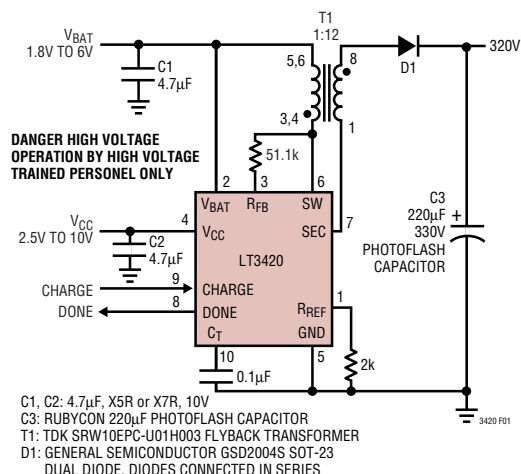 VBAT
1.8V TO 6V
C1
4.7µF
T1
1:12
5,6
8
D1
320V
3,4
1
DANGER HIGH VOLTAGE
OPERATION BY HIGH VOLTAGE
TRAINED PERSONEL ONLY
51.1k
2
3
6
VBAT
RFB
SW
VCC
2.5V TO 10V
4
VCC
SEC
7
C2
4.7µF
LT3420
C3
220µF
330V
PHOTOFLASH
CAPACITOR
+
CHARGE
9
CHARGE
DONE
8
DONE
RREF
1
CT
GND
10
5
0.1µF
2k
3420 F01
C1, C2: 4.7µF, X5R or X7R, 10V
C3: RUBYCON 220µF PHOTOFLASH CAPACITOR
T1: TDK SRW10EPC-U01H003 FLYBACK TRANSFORMER
D1: GENERAL SEMICONDUCTOR GSD2004S SOT-23
DUAL DIODE. DIODES CONNECTED IN SERIES